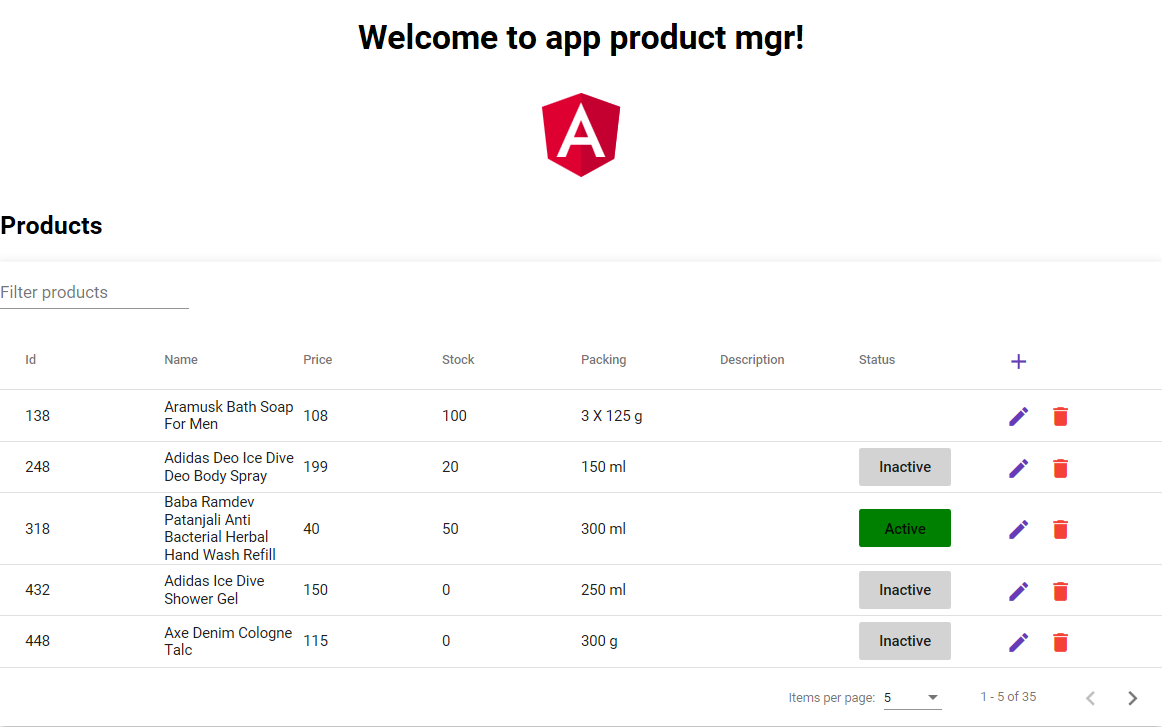 Welcome to app product mgr!
A
Products
Filter products
Id Name Price Stock Packing Description Status +
138 Aramusk Bath Soap 108 100 3 X 125 g
For Men
248 Adidas Deo Ice Dive 199 20 150 ml Inactive
Deo Body Spray
Baba Ramdev
Patanjali Anti
318 Bacterial Herbal 40 50 300 ml Active
Hand Wash Refill
432 Adidas Ice Dive 150 0 250 ml Inactive
Shower Gel
448 Axe Denim Cologne 115 0 300 g Inactive
Talc
Items per page: 5 1 - 5 of 35